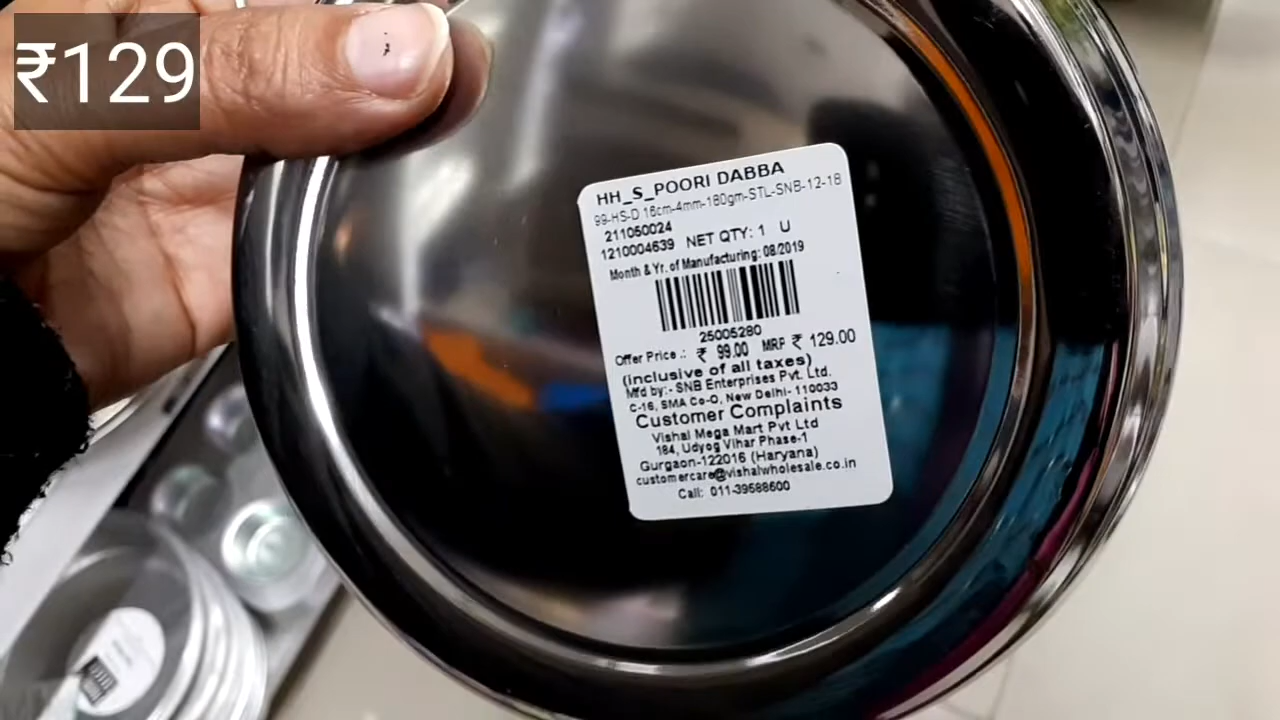 ₹129
HH_S_POORI DABBA
99-HS-D 16cm-4mm-180gm-STL-SNB-12-18
211050024
1210004639 NET QTY: 1 U
Month & Yr. of Manufacturing: 08/2019
25005280
Offer Price.: ₹ 99.00 MRP ₹ 129.00
(inclusive of all taxes)
Mfd by:- SNB Enterprises Pvt. Ltd.
C-16, SMA Co-O, New Delhi- 110033
Customer Complaints
Vishal Mega Mart Pvt Ltd
184, Udyog Vihar Phase-1
Gurgaon-122016 (Haryana)
customercare@vishalwholesale.co.in
Call: 011-39588600